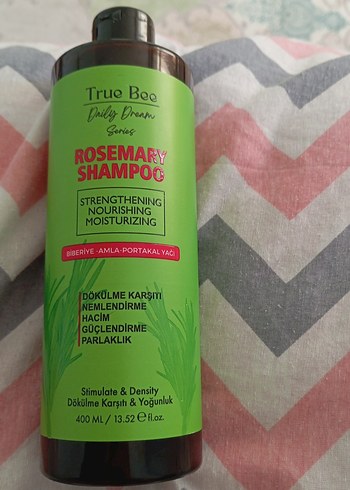 True Bee
Daily Dream
Series
ROSEMARY
SHAMPOO
STRENGTHENING
NOURISHING
MOISTURIZING
BİBERİYE -AMLA-PORTAKAL YAĞI
DÖKÜLME KARŞITI
NEMLENDİRME
HACİM
GÜÇLENDİRME
PARLAKLIK
Stimulate & Density
Dökülme Karşıtı & Yoğunluk
400 ML / 13.52 ℮ fl.oz.